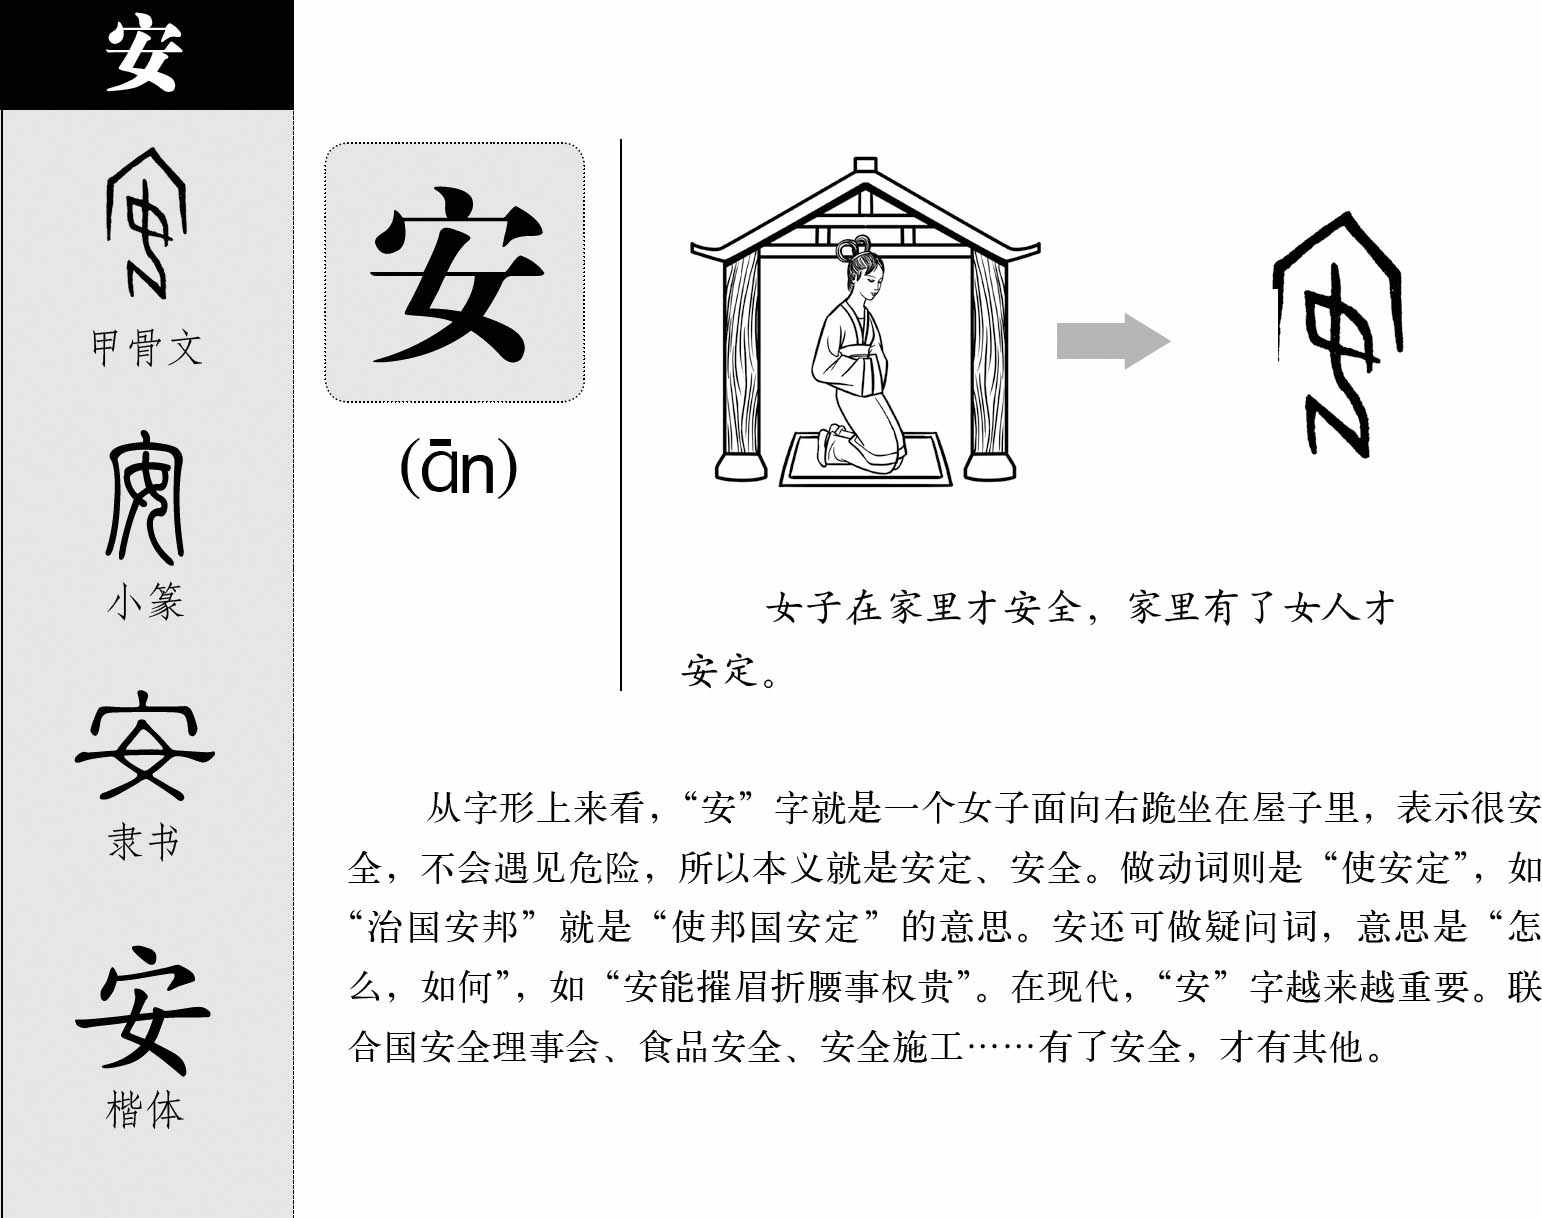 安
甲骨文
小篆
隶书
楷体
安
(ān)
女子在家里才安全，家里有了女人才
安定。
从字形上来看，“安”字就是一个女子面向右跪坐在屋子里，表示很安
全，不会遇见危险，所以本义就是安定、安全。做动词则是“使安定”，如
“治国安邦”就是“使邦国安定”的意思。安还可做疑问词，意思是“怎
么，如何”，如“安能摧眉折腰事权贵”。在现代，“安”字越来越重要。联
合国安全理事会、食品安全、安全施工……有了安全，才有其他。